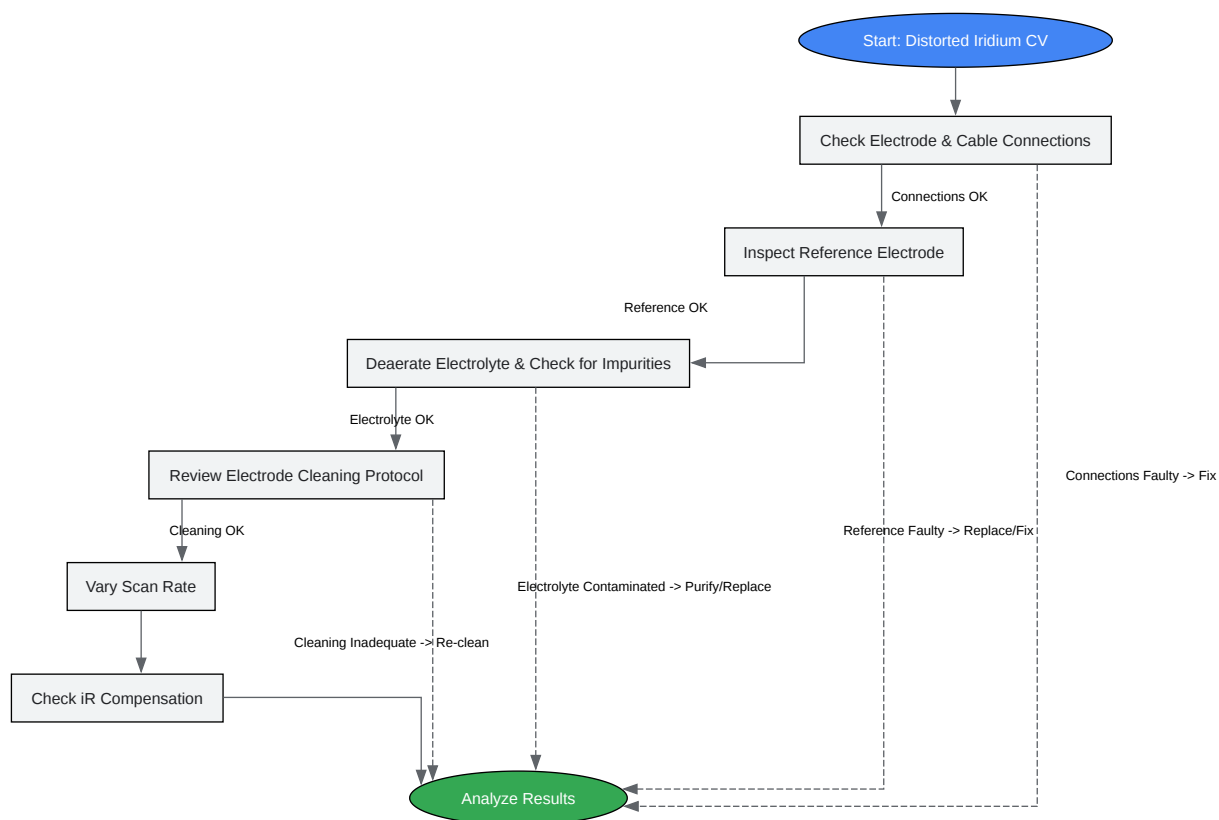 Start: Distorted Iridium CV
Check Electrode & Cable Connections
Connections OK
Inspect Reference Electrode
Reference OK
Deaerate Electrolyte & Check for Impurities
Electrolyte OK
Review Electrode Cleaning Protocol
Connections Faulty -> Fix
Cleaning OK
Reference Faulty -> Replace/Fix
Vary Scan Rate
Electrolyte Contaminated -> Purify/Replace
Cleaning Inadequate -> Re-clean
Check iR Compensation
Analyze Results